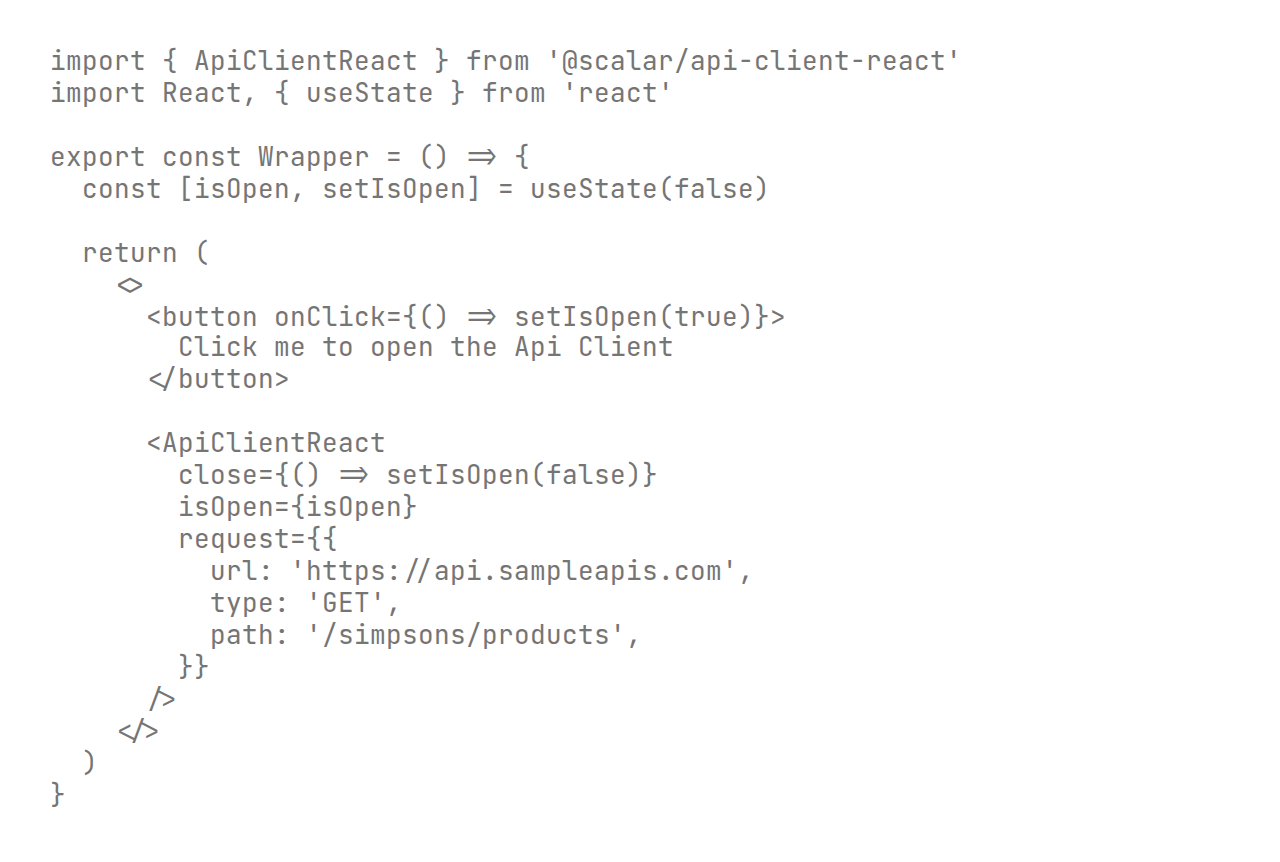 import { ApiClientReact } from '@scalar/api-client-react'
import React, { useState } from 'react'

export const Wrapper = () => {
  const [isOpen, setIsOpen] = useState(false)

  return (
    <>
      <button onClick={() => setIsOpen(true)}>
        Click me to open the Api Client
      </button>

      <ApiClientReact
        close={() => setIsOpen(false)}
        isOpen={isOpen}
        request={{
          url: 'https://api.sampleapis.com',
          type: 'GET',
          path: '/simpsons/products',
        }}
      />
    </>
  )
}